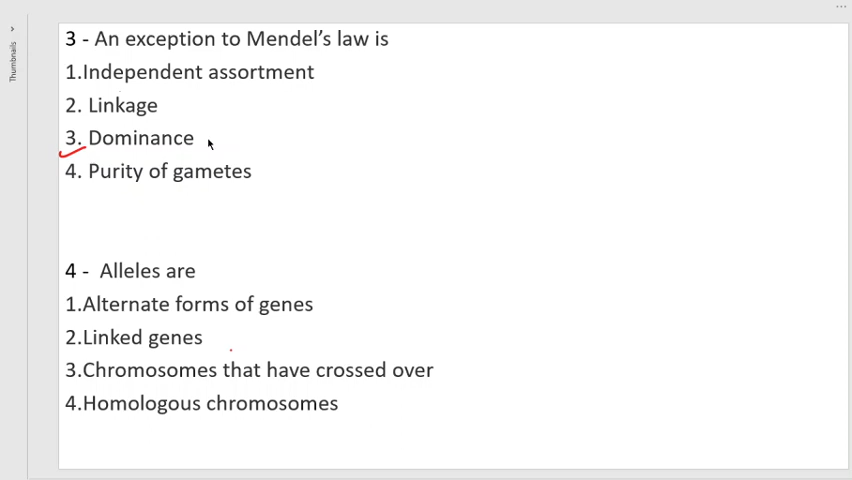 3 - An exception to Mendel's law is
1.Independent assortment
2. Linkage
3. Dominance
4. Purity of gametes
4 - Alleles are
1.Alternate forms of genes
2.Linked genes
3.Chromosomes that have crossed over
4.Homologous chromosomes
Thumbnails